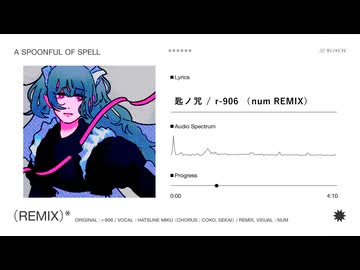 A SPOONFUL OF SPELL
******
■Lyrics
匙ノ咒 / r-906 (num REMIX)
■Audio Spectrum
■Progress
0:00
4:10
(REMIX)*
ORIGINAL : r-906 / VOCAL : HATSUNE MIKU (CHORUS : COKO, SEKAI) / REMIX, VISUAL : NUM